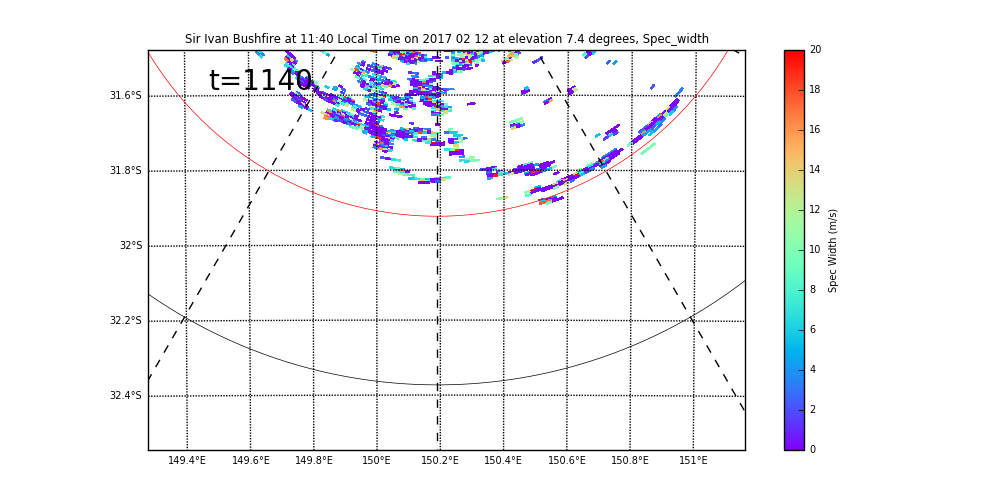 Sir Ivan Bushfire at 11:40 Local Time on 2017 02 12 at elevation 7.4 degrees, Spec_width
t=1140
31.6°S
31.8°S
32°S
32.2°S
32.4°S
149.4°E 149.6°E 149.8°E 150°E 150.2°E 150.4°E 150.6°E 150.8°E 151°E
20
18
16
14
12
10
8
6
4
2
0
Spec Width (m/s)